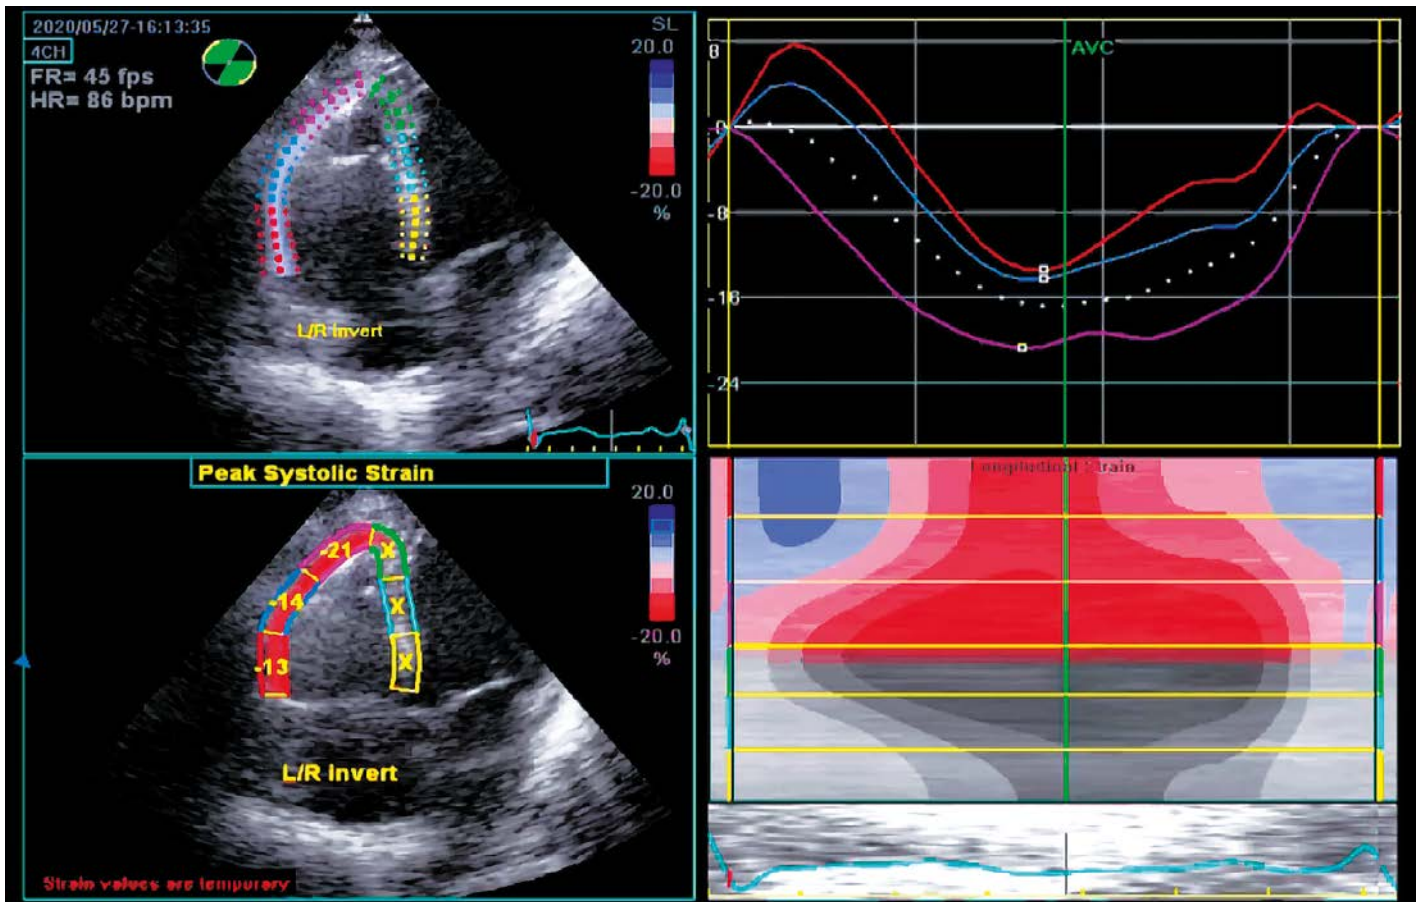 2020/05/27-16:13:35
4CH
FR= 45 fps
HR= 86 bpm
SL
20.0
-20.0
%
L/R Invert
8
AVC
0
-8
-16
-24
Peak Systolic Strain
20.0
-20.0
%
-21
X
-14
X
-13
X
L/R Invert
Strain values are temporary
Longitudinal Strain